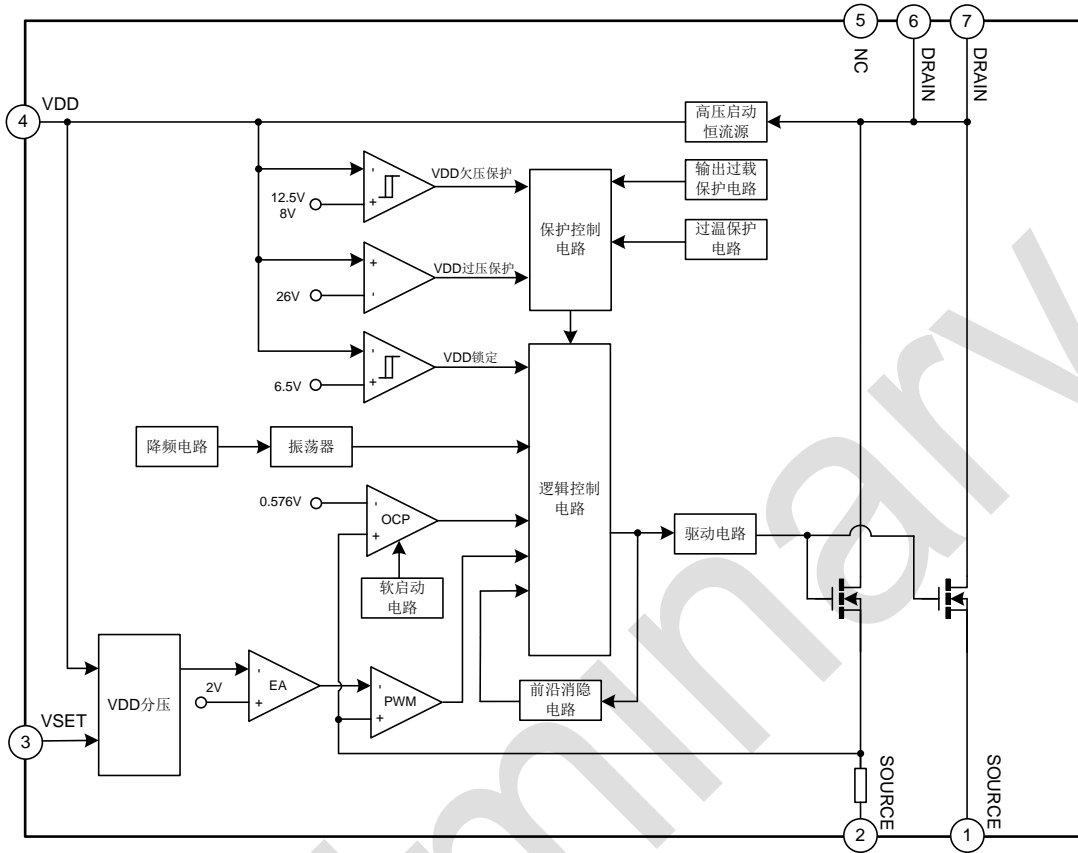 5
6
7
NC
DRAIN
DRAIN
4
VDD
高压启动
恒流源
-
+
12.5V
8V
VDD欠压保护
保护控制
电路
输出过载
保护电路
过温保护
电路
+
-
26V
VDD过压保护
-
+
6.5V
VDD锁定
降频电路
振荡器
逻辑控制
电路
0.576V
-
+
OCP
软启动
电路
驱动电路
VDD分压
2V
-
+
EA
-
+
PWM
前沿消隐
电路
3
VSET
SOURCE
SOURCE
2
1
minary